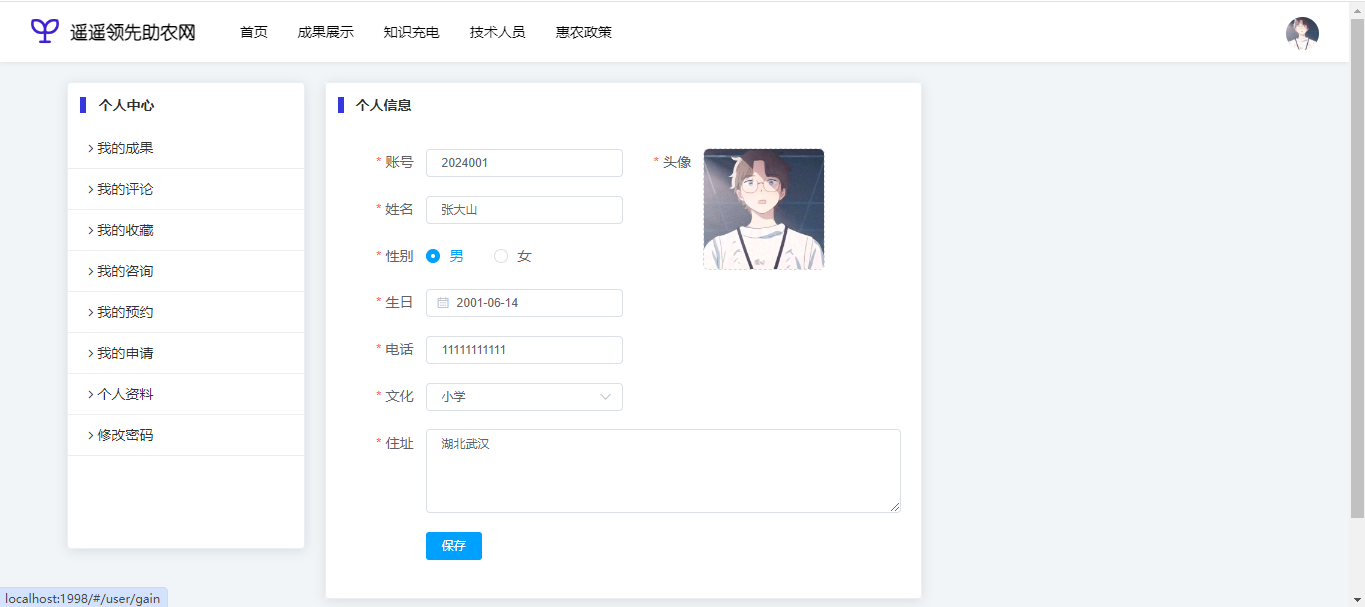 遥遥领先助农网 首页 成果展示 知识充电 技术人员 惠农政策
个人中心
> 我的成果
> 我的评论
> 我的收藏
> 我的咨询
> 我的预约
> 我的申请
> 个人资料
> 修改密码
个人信息
* 账号 2024001
* 头像
* 姓名 张大山
* 性别 男 女
* 生日 2001-06-14
* 电话 11111111111
* 文化 小学
* 住址 湖北武汉
保存
localhost:1998/#/user/gain